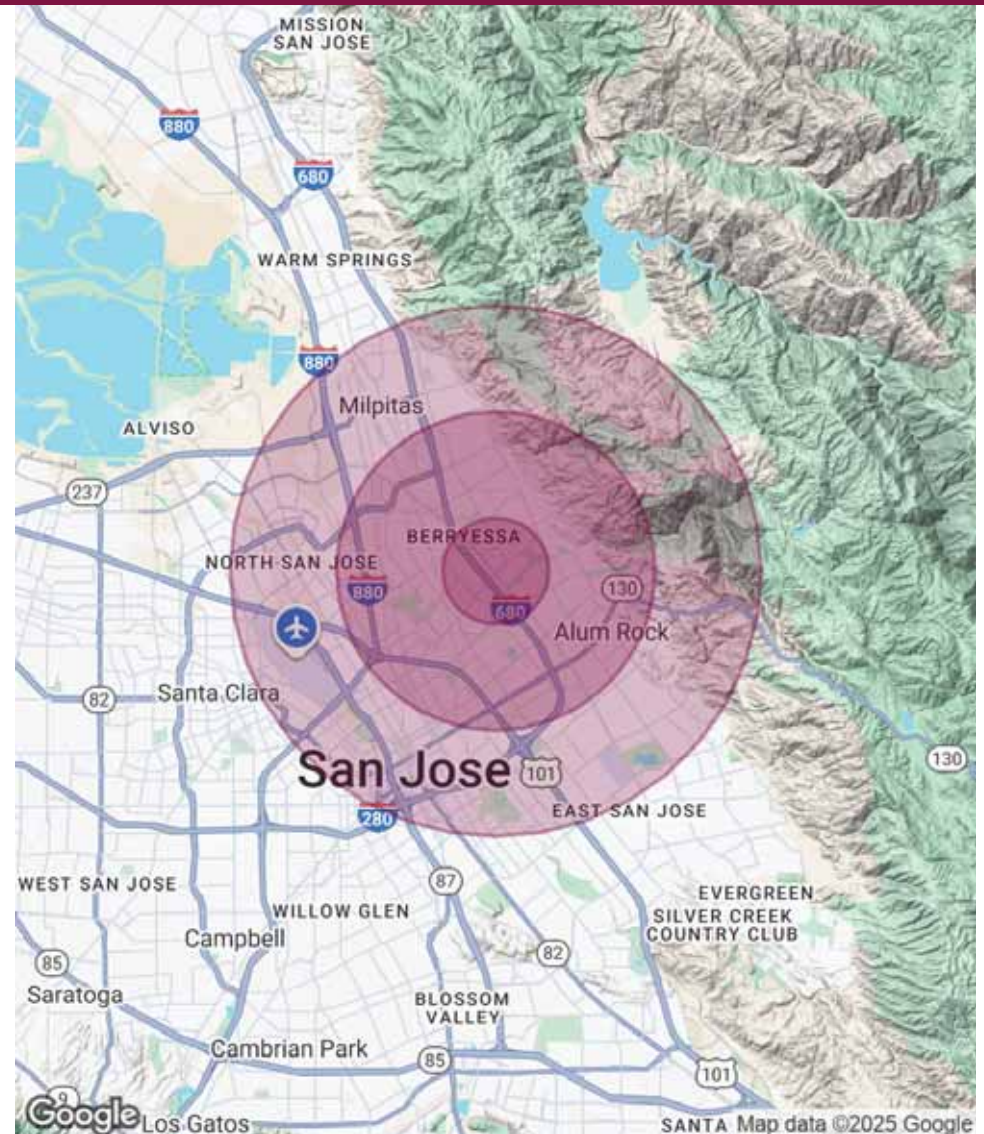 MISSION
SAN JOSE
880
680
WARM SPRINGS
880
Milpitas
ALVISO
237
BERRYESSA
NORTH SAN JOSE
880
130
680
Alum Rock
Santa Clara
82
San Jose
101
130
280
EAST SAN JOSE
87
WEST SAN JOSE
EVERGREEN
WILLOW GLEN
SILVER CREEK
COUNTRY CLUB
Campbell
82
85
Saratoga
BLOSSOM
VALLEY
Cambrian Park
85
101
9
Google
Los Gatos
SANTA
Map data ©2025 Google